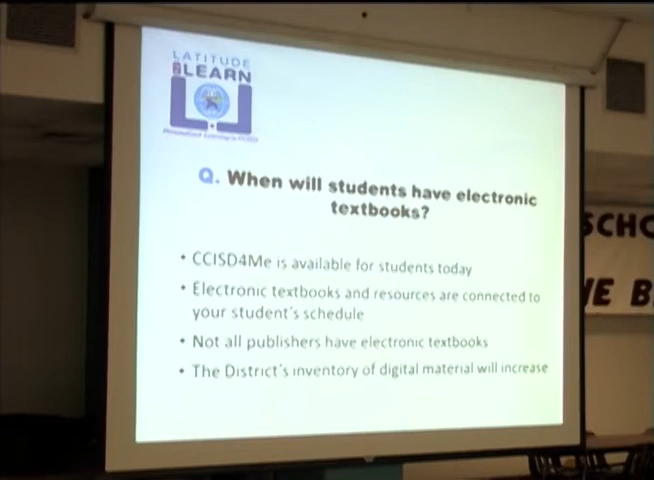 LATITUDE
2 LEARN
Q. When will students have electronic
textbooks?
• CCISD4Me is available for students today
• Electronic textbooks and resources are connected to
your student's schedule
• Not all publishers have electronic textbooks
• The District's inventory of digital material will increase
SCHO
VE B